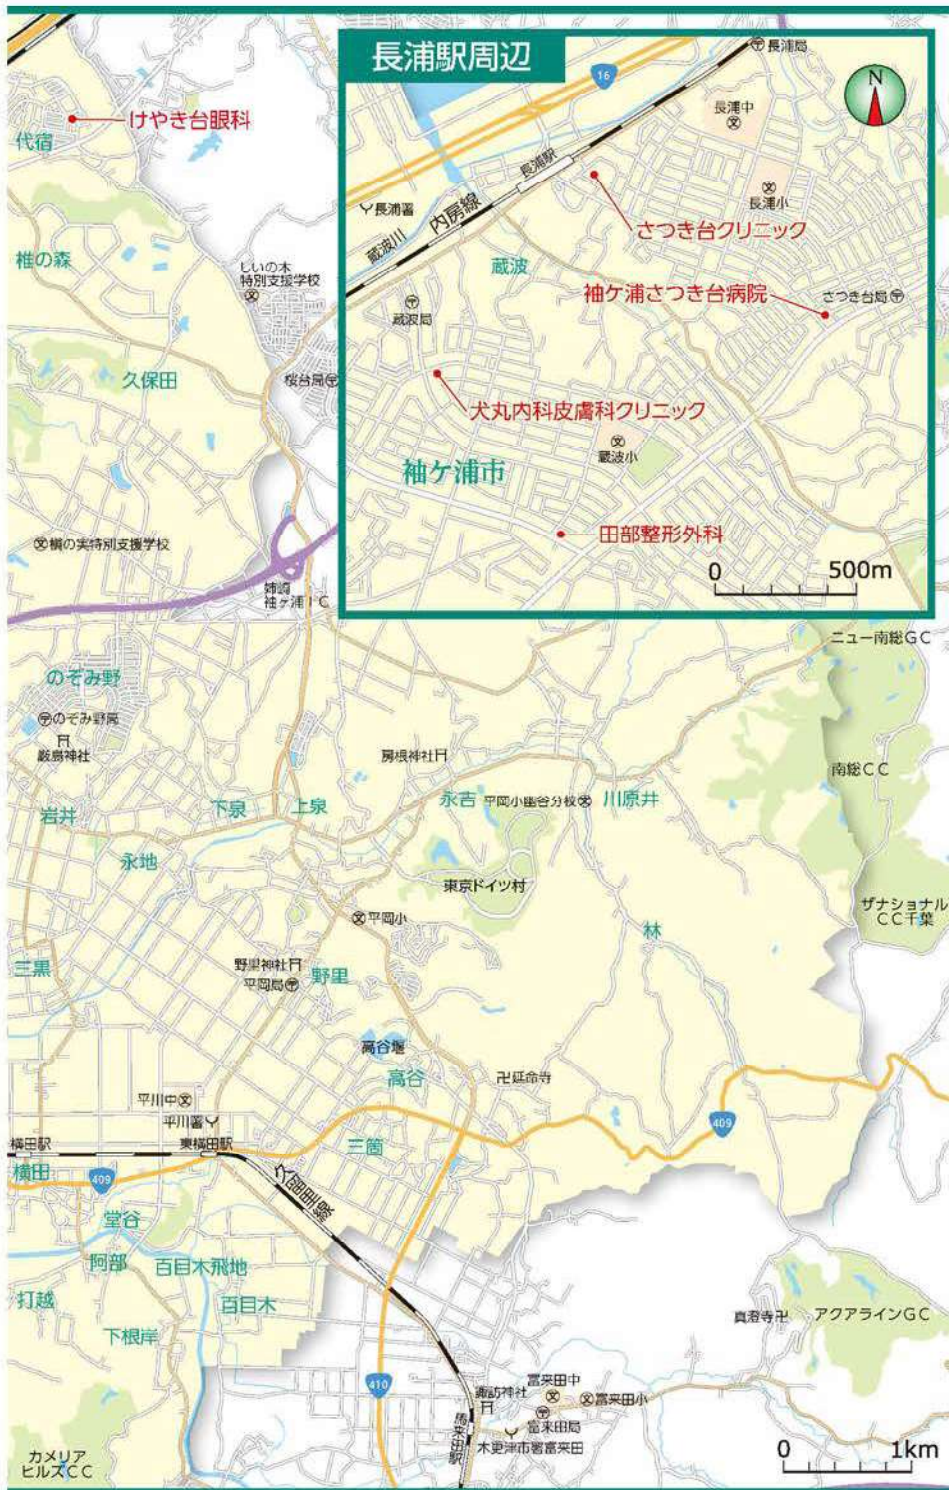 長浦駅周辺
長浦局
16
N
長浦中
長浦駅
長浦小
長浦署
内房線
蔵波川
さつき台クリニック
蔵波
袖ケ浦さつき台病院
さつき台局
蔵波局
犬丸内科皮膚科クリニック
蔵波小
袖ケ浦市
田部整形外科
0 500m
けやき台眼科
代宿
椎の森
しいの木
特別支援学校
久保田
桜台局
槇の実特別支援学校
姉崎
袖ヶ浦IC
ニュー南総GC
のぞみ野
のぞみ野局
厳島神社
房根神社
南総CC
岩井
下泉
上泉
永吉
平岡小幽谷分校
川原井
永地
東京ドイツ村
ザナショナル
CC千葉
平岡小
林
三黒
野里神社
平岡局
野里
高谷堰
高谷
卍延命寺
平川中
平川署
409
横田駅
東横田駅
三箇
横田
409
久留里線
堂谷
阿部
百目木飛地
打越
百目木
真澄寺卍
アクアラインGC
下根岸
410
諏訪神社
富来田中
富来田小
富来田局
馬来田駅
木更津市署富来田
カメリア
ヒルズCC
0 1km